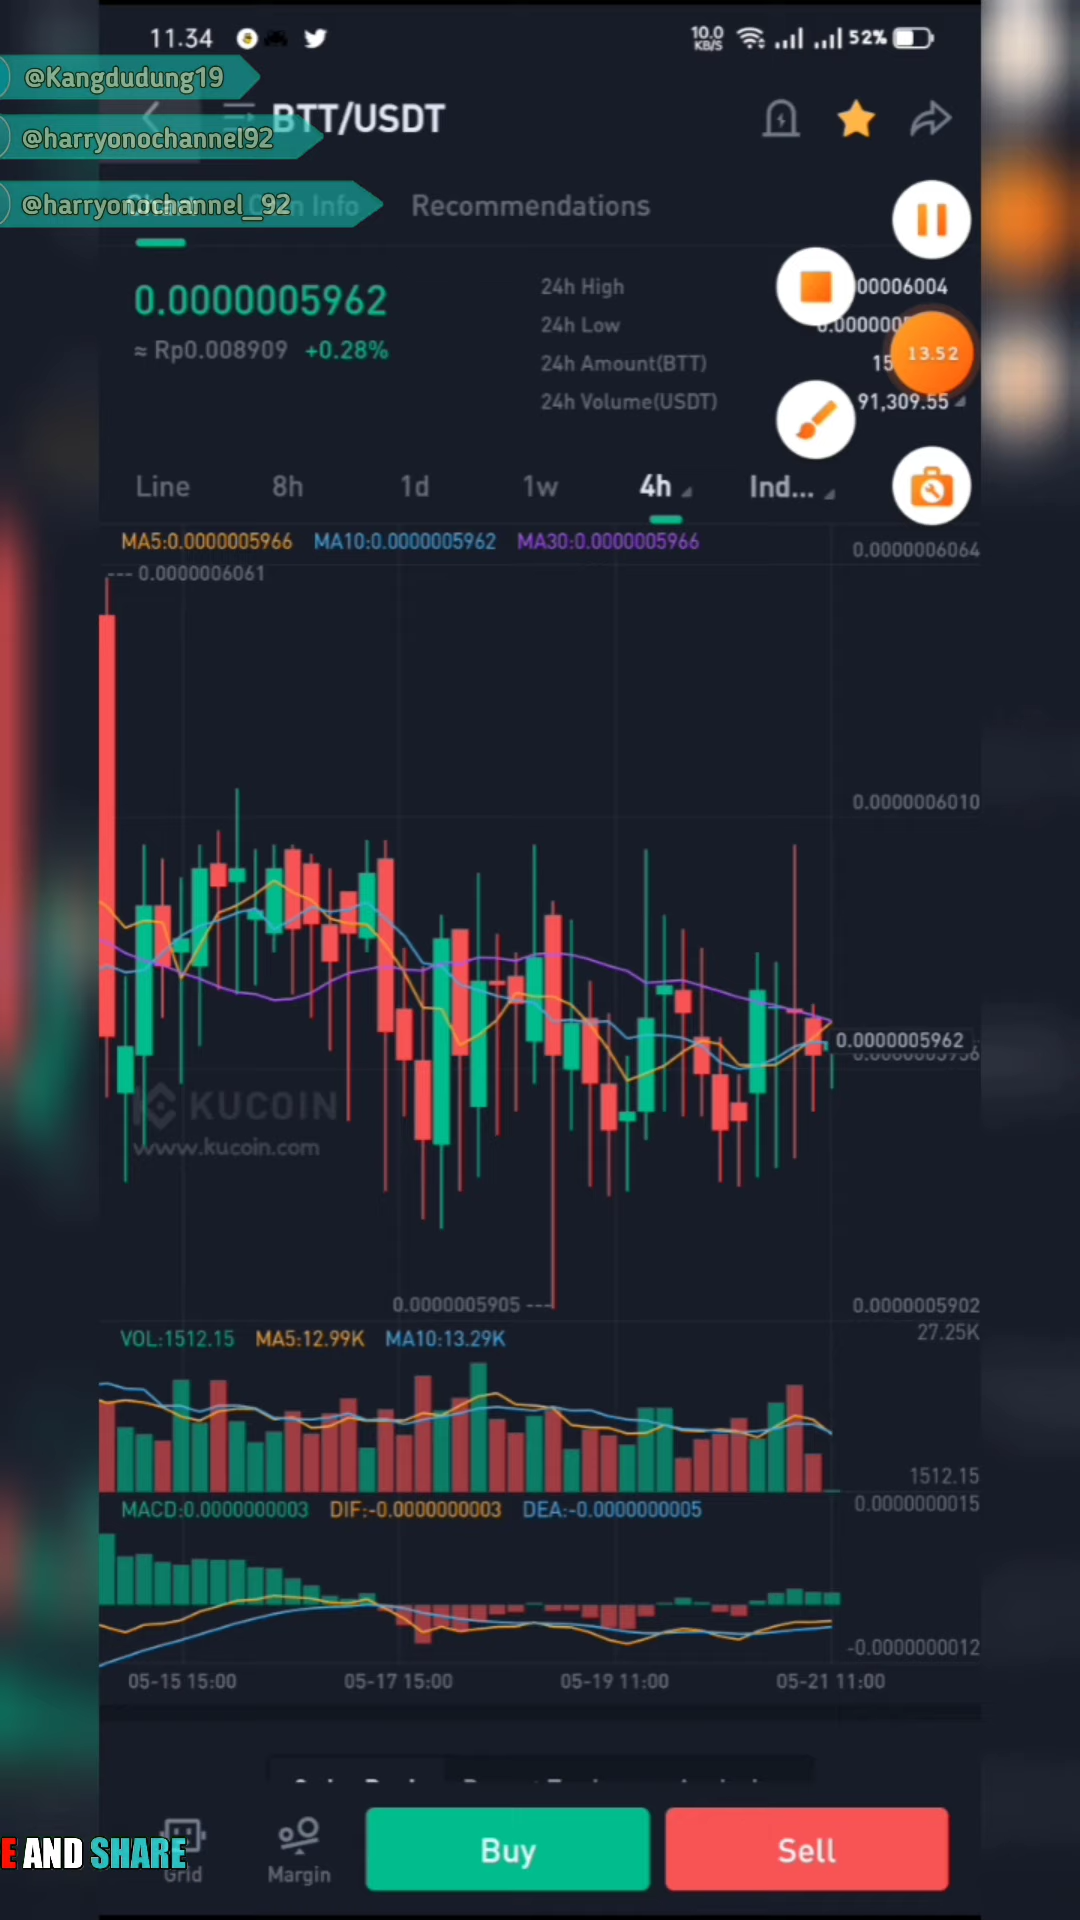 11.34
10.0 KB/S
52%
@Kangdudung19
BTT/USDT
@harryonochannel92
@harryonochannel_92
Info
Recommendations
0.0000005962
≈ Rp0.008909 +0.28%
24h High 00006004
24h Low 0.000000
24h Amount(BTT) 15
24h Volume(USDT) 91,309.55
13.52
Line 8h 1d 1w 4h Ind...
MA5:0.0000005966 MA10:0.0000005962 MA30:0.0000005966
0.0000006064
0.0000006061
0.0000006010
0.0000005962
KUCOIN
www.kucoin.com
0.0000005905
0.0000005902
VOL:1512.15 MA5:12.99K MA10:13.29K
27.25K
1512.15
MACD:0.0000000003 DIF:-0.0000000003 DEA:-0.0000000005
0.0000000015
-0.0000000012
05-15 15:00 05-17 15:00 05-19 11:00 05-21 11:00
E AND SHARE
Grid Margin Buy Sell